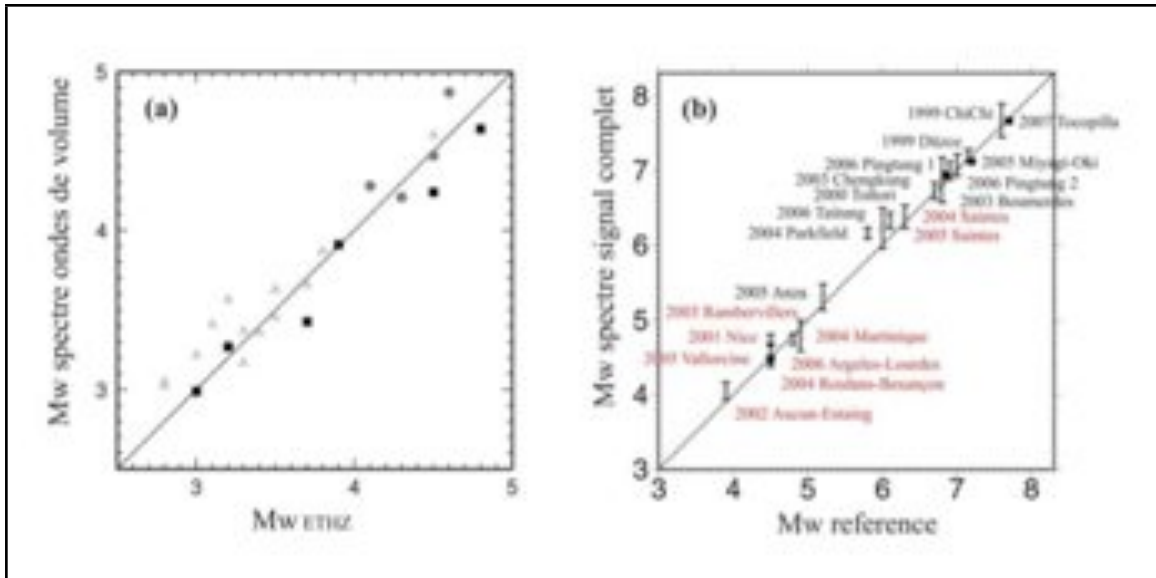 (a)
Mw spectre ondes de volume
5
4
3
3 4 5
Mw ETHZ
(b)
Mw spectre signal complet
8
7
6
5
4
3
3 4 5 6 7 8
Mw reference
1999 ChiChi
2007 Tocopilla
1999 Düzce
2005 Miyagi-Oki
2006 Pingtung 1
2006 Pingtung 2
2003 Chengkung
2003 Boumerdes
2000 Tottori
2004 Saintes
2006 Taitung
2005 Saintes
2004 Parkfield
2005 Anza
2003 Rambervillers
2001 Nice
2004 Martinique
2005 Vallorcine
2006 Argeles-Lourdes
2004 Roulans-Besançon
2002 Aucun-Estaing